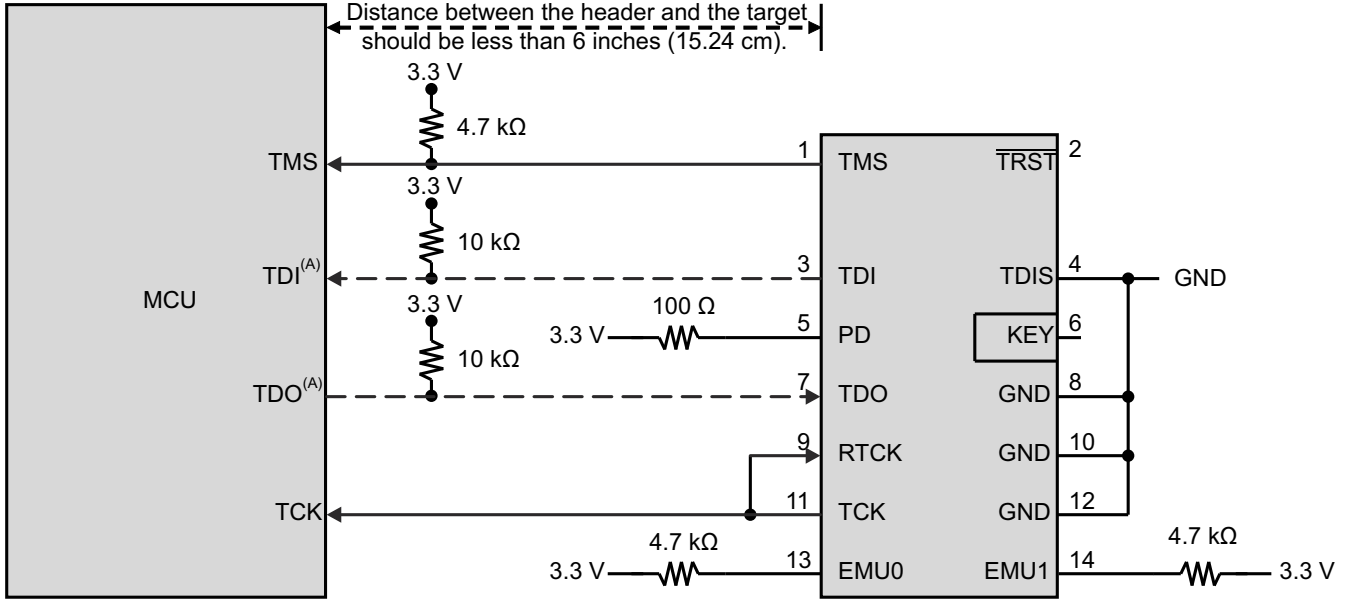 Distance between the header and the target
should be less than 6 inches (15.24 cm).
3.3 V
4.7 kΩ
TMS
1
TMS
TRST
2
3.3 V
10 kΩ
TDI(A)
3
TDI
TDIS
4
GND
MCU
3.3 V
100 Ω
3.3 V
5
PD
KEY
6
10 kΩ
TDO(A)
7
TDO
GND
8
9
RTCK
GND
10
TCK
11
TCK
GND
12
4.7 kΩ
3.3 V
13
EMU0
EMU1
14
4.7 kΩ
3.3 V